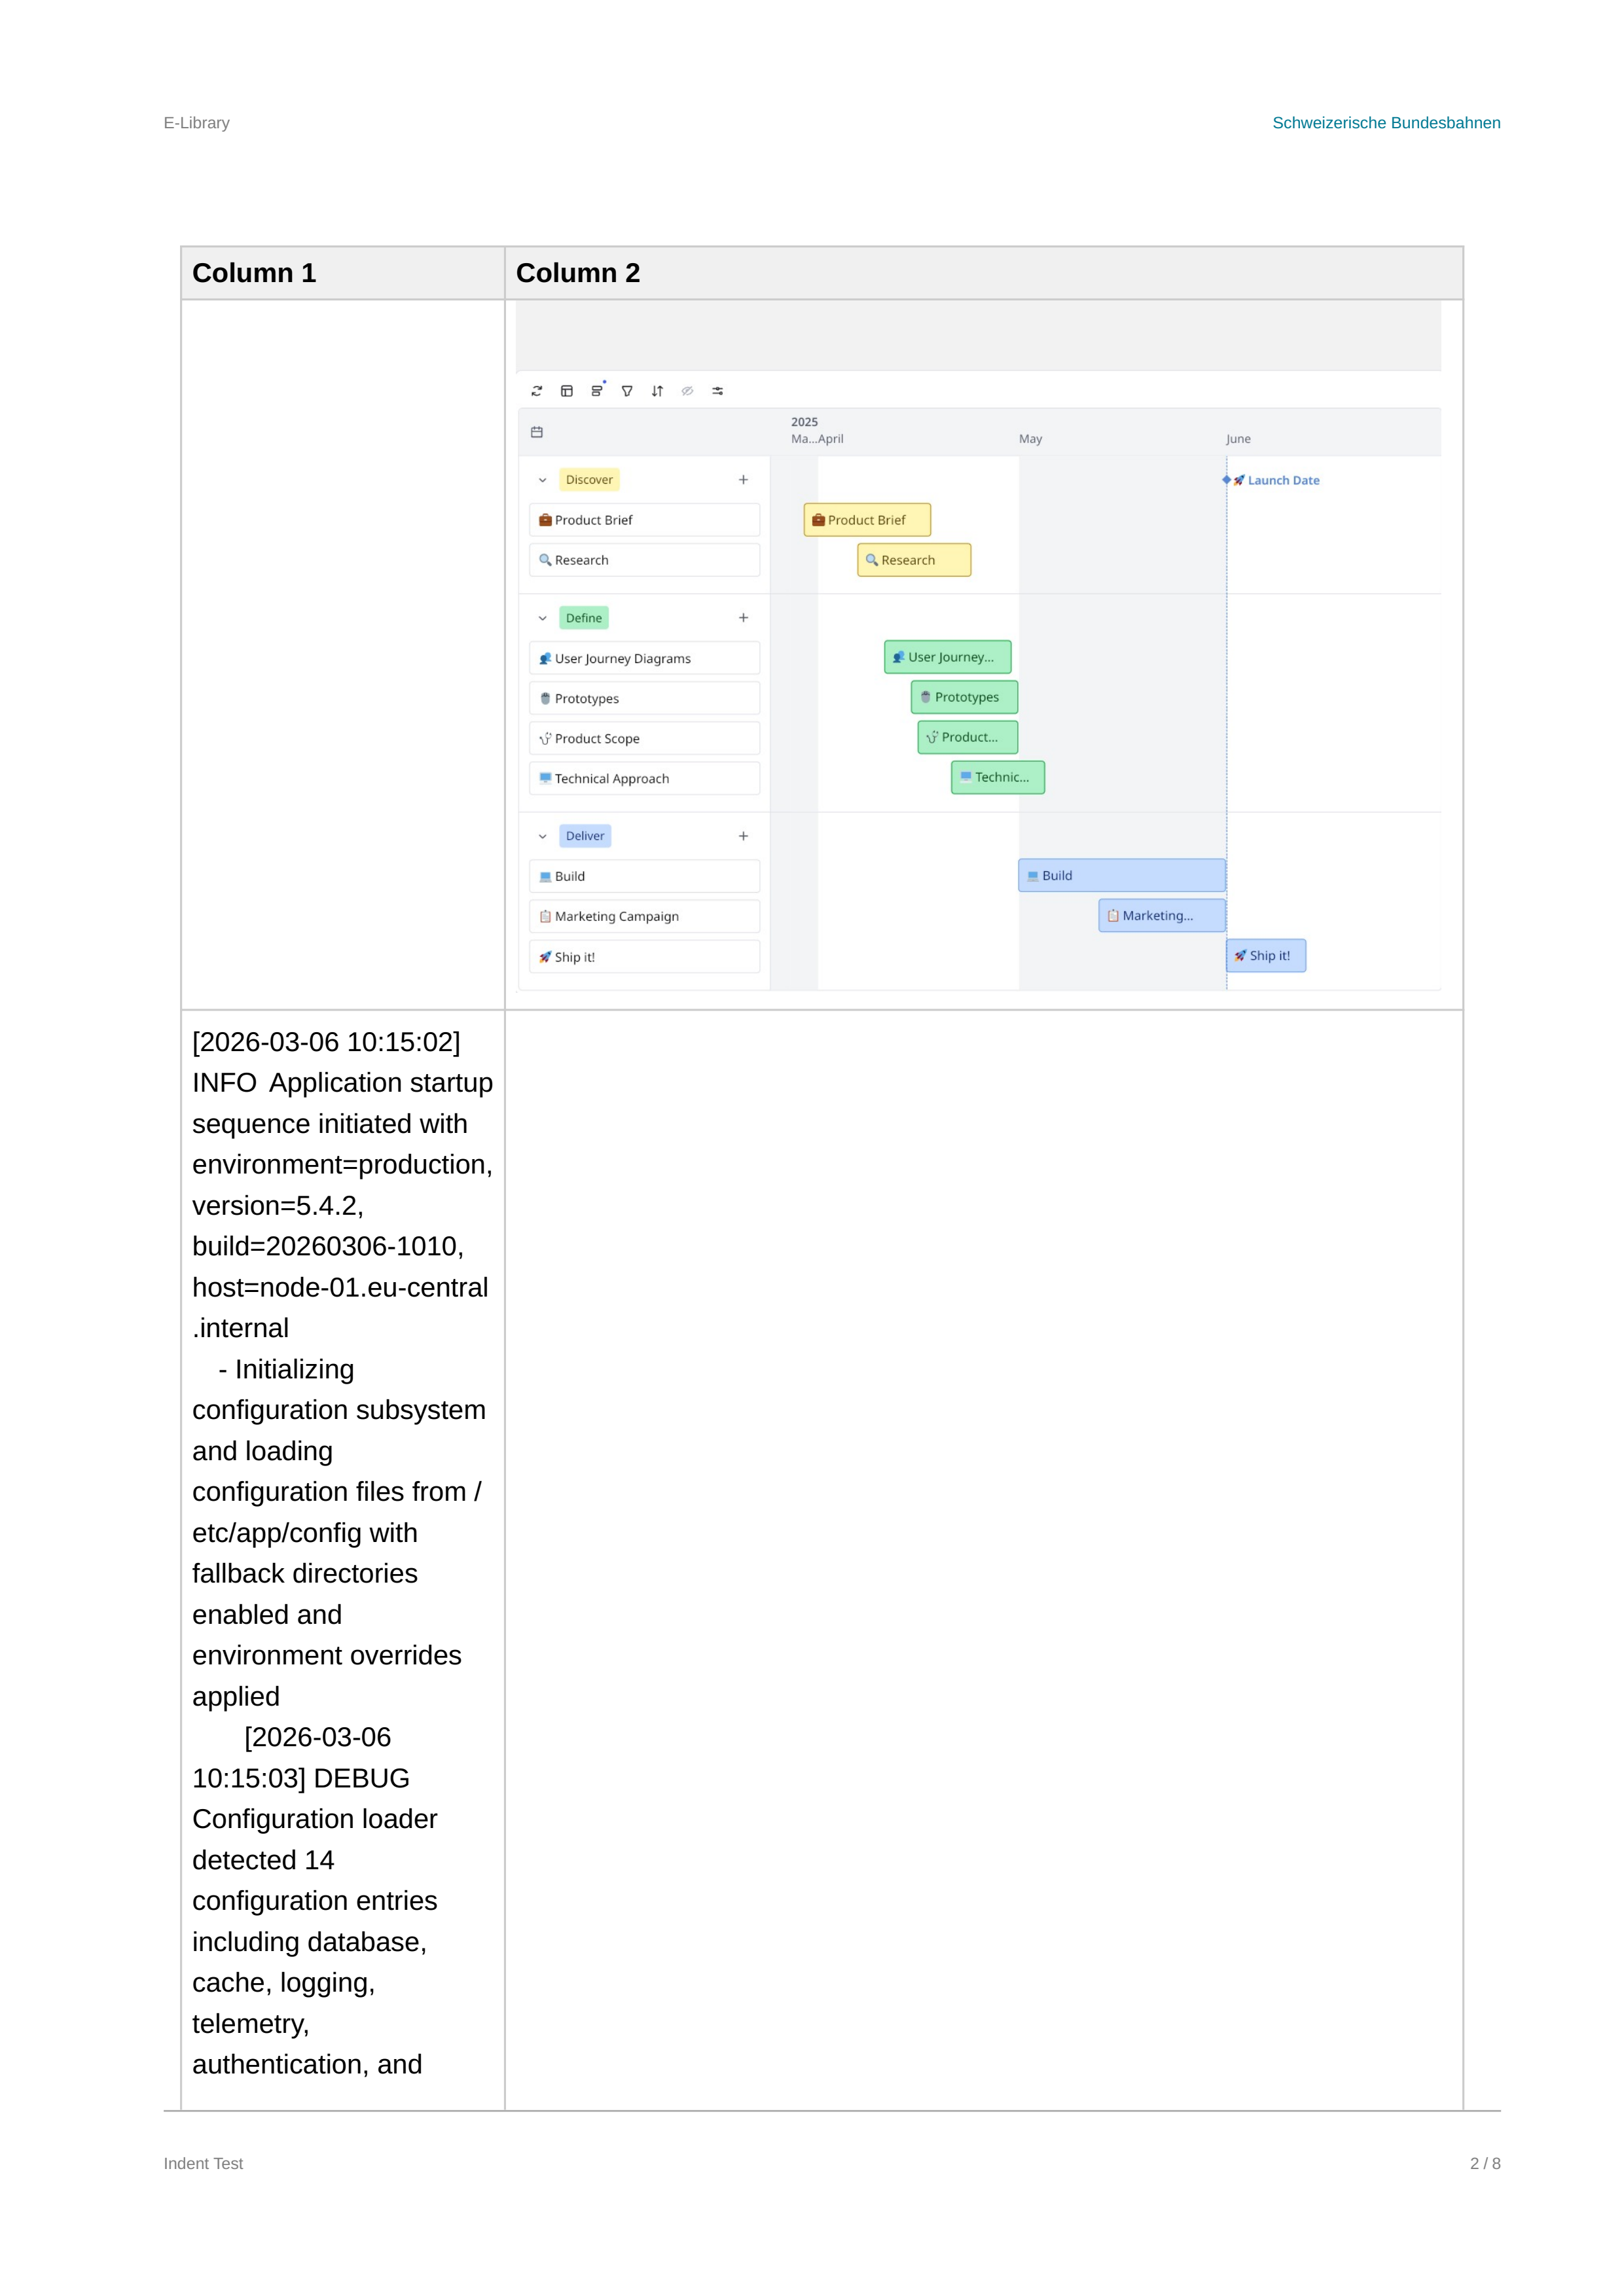 E-Library
Schweizerische Bundesbahnen
Column 1
Column 2
2025
Ma...April
May
June
Discover
Launch Date
Product Brief
Product Brief
Research
Research
Define
User Journey Diagrams
User Journey...
Prototypes
Prototypes
Product Scope
Product...
Technical Approach
Technic...
Deliver
Build
Build
Marketing Campaign
Marketing...
Ship it!
Ship it!
[2026-03-06 10:15:02]
INFO  Application startup
sequence initiated with
environment=production,
version=5.4.2,
build=20260306-1010,
host=node-01.eu-central
.internal
- Initializing
configuration subsystem
and loading
configuration files from /
etc/app/config with
fallback directories
enabled and
environment overrides
applied
[2026-03-06
10:15:03] DEBUG
Configuration loader
detected 14
configuration entries
including database,
cache, logging,
telemetry,
authentication, and
Indent Test
2 / 8